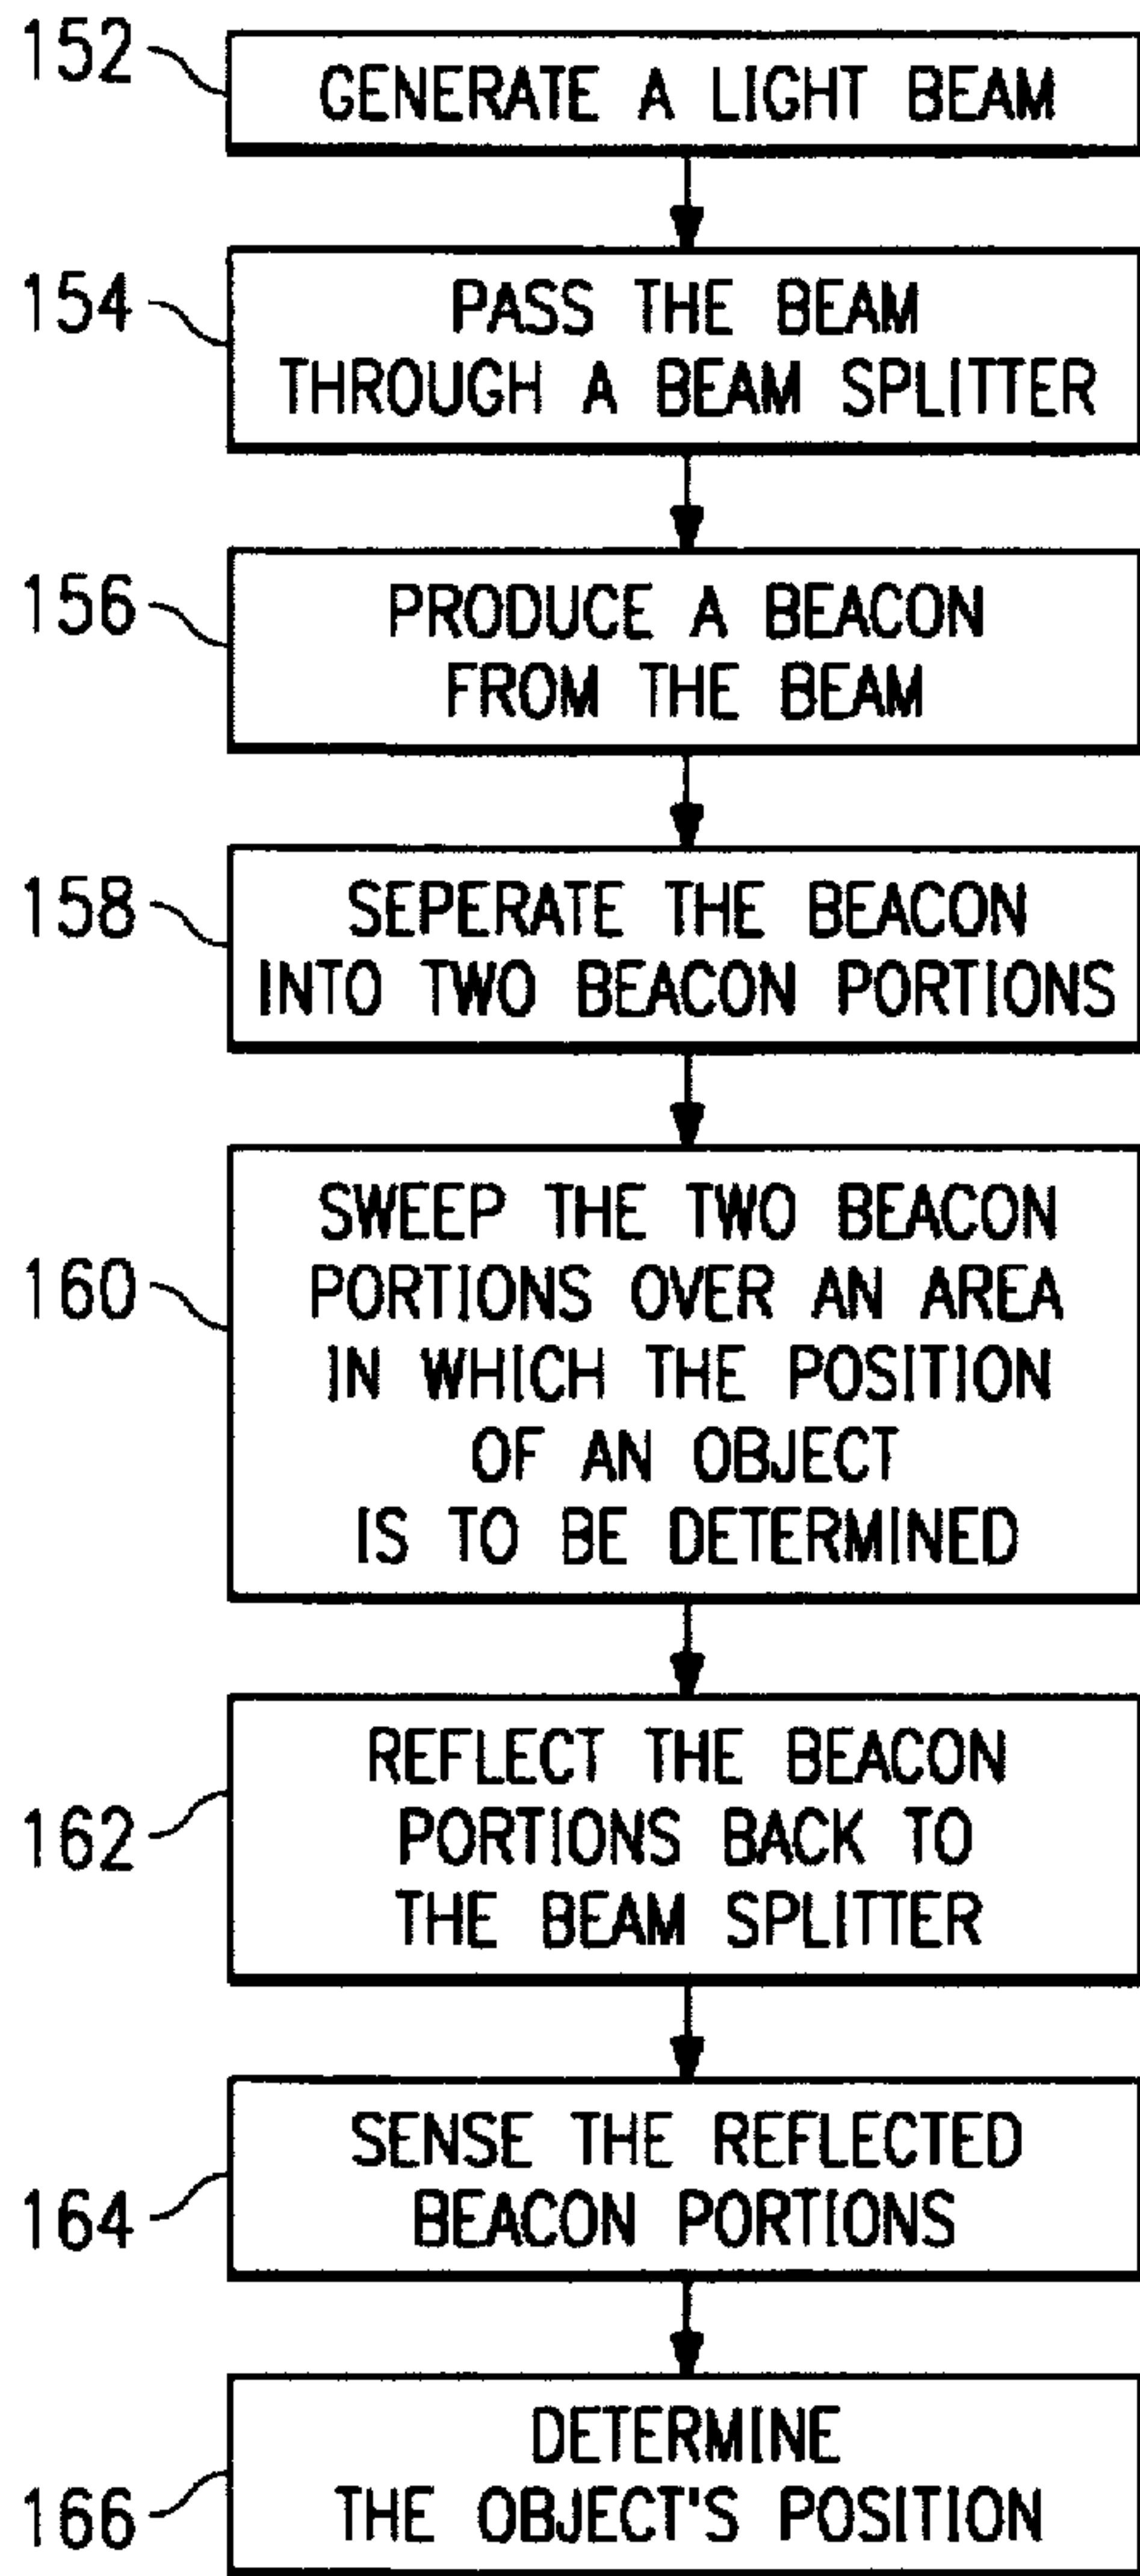 152
GENERATE A LIGHT BEAM
154
PASS THE BEAM
THROUGH A BEAM SPLITTER
156
PRODUCE A BEACON
FROM THE BEAM
158
SEPERATE THE BEACON
INTO TWO BEACON PORTIONS
160
SWEEP THE TWO BEACON
PORTIONS OVER AN AREA
IN WHICH THE POSITION
OF AN OBJECT
IS TO BE DETERMINED
162
REFLECT THE BEACON
PORTIONS BACK TO
THE BEAM SPLITTER
164
SENSE THE REFLECTED
BEACON PORTIONS
166
DETERMINE
THE OBJECT'S POSITION